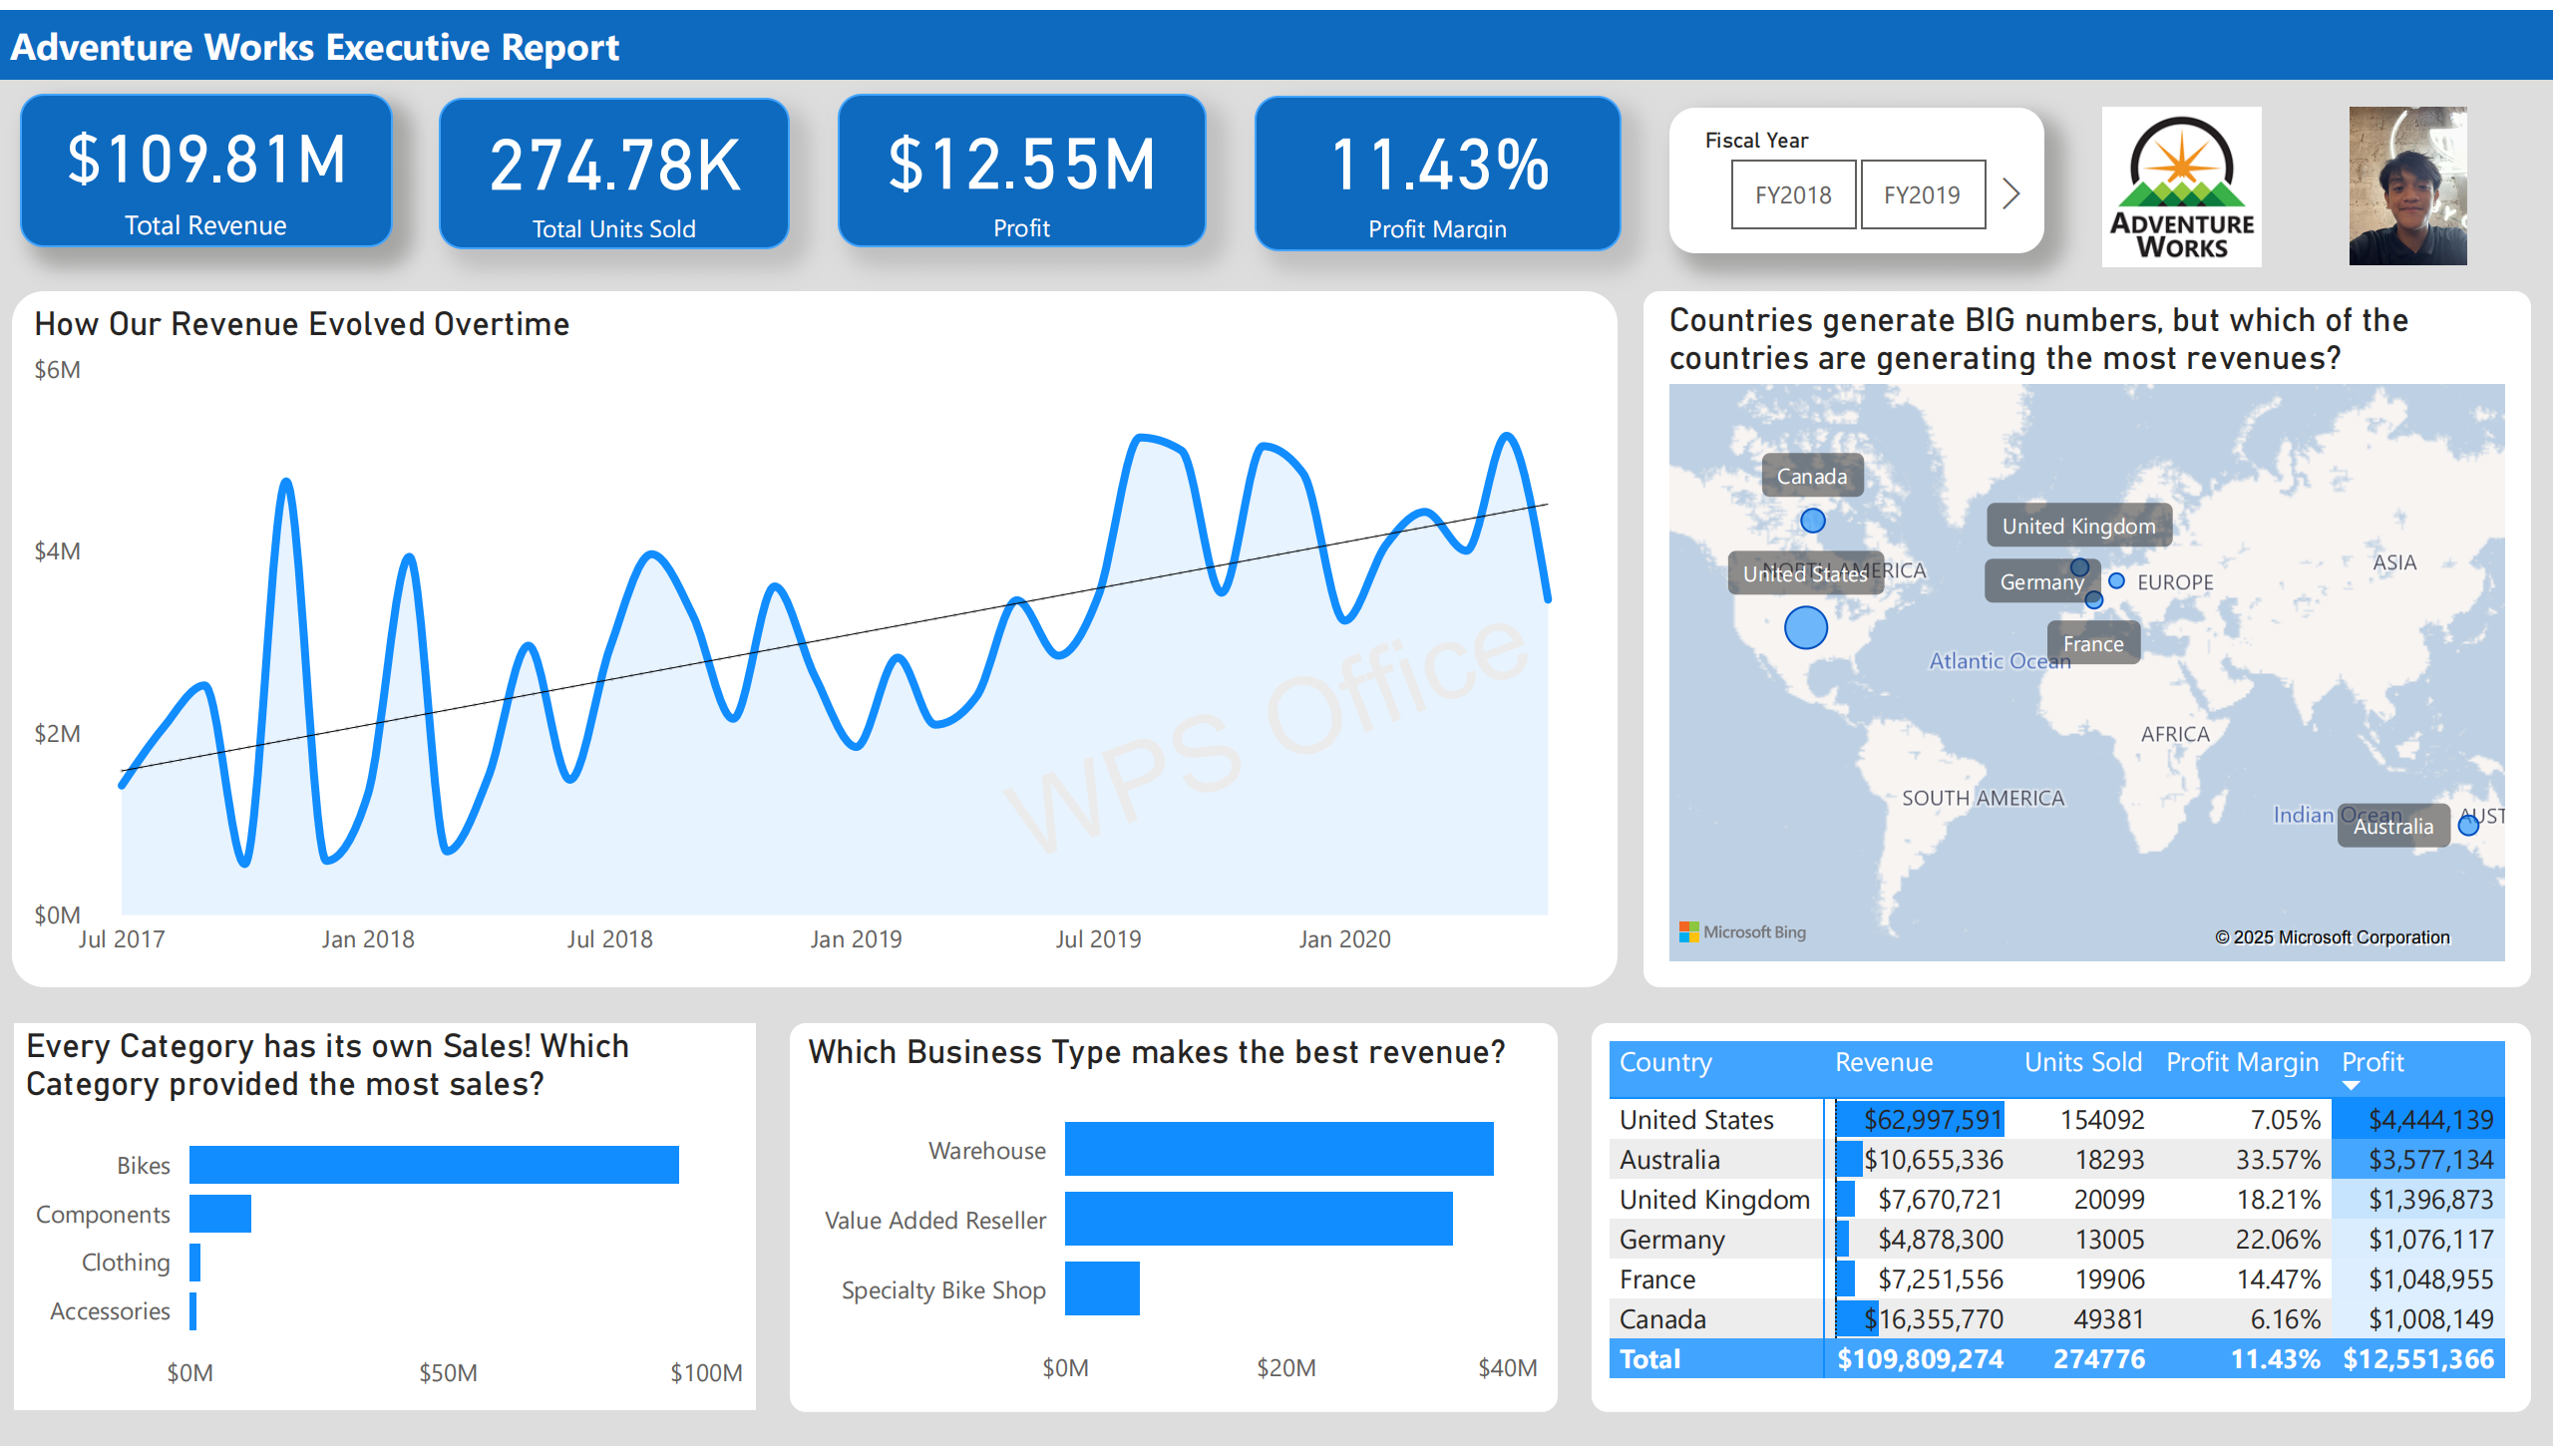 Adventure Works Executive Report
$109.81M
Total Revenue
274.78K
Total Units Sold
$12.55M
Profit
11.43%
Profit Margin
Fiscal Year
FY2018 FY2019
ADVENTURE
WORKS
How Our Revenue Evolved Overtime
$6M
$4M
$2M
$0M
Jul 2017 Jan 2018 Jul 2018 Jan 2019 Jul 2019 Jan 2020
WPS Office
Countries generate BIG numbers, but which of the
countries are generating the most revenues?
Canada
United Kingdom
United States
NORTH AMERICA
Germany
EUROPE
ASIA
France
Atlantic Ocean
AFRICA
SOUTH AMERICA
Indian Ocean
Australia
AUST
Microsoft Bing
© 2025 Microsoft Corporation
Every Category has its own Sales! Which
Category provided the most sales?
Bikes
Components
Clothing
Accessories
$0M $50M $100M
Which Business Type makes the best revenue?
Warehouse
Value Added Reseller
Specialty Bike Shop
$0M $20M $40M
Country Revenue Units Sold Profit Margin Profit
United States $62,997,591 154092 7.05% $4,444,139
Australia $10,655,336 18293 33.57% $3,577,134
United Kingdom $7,670,721 20099 18.21% $1,396,873
Germany $4,878,300 13005 22.06% $1,076,117
France $7,251,556 19906 14.47% $1,048,955
Canada $16,355,770 49381 6.16% $1,008,149
Total $109,809,274 274776 11.43% $12,551,366